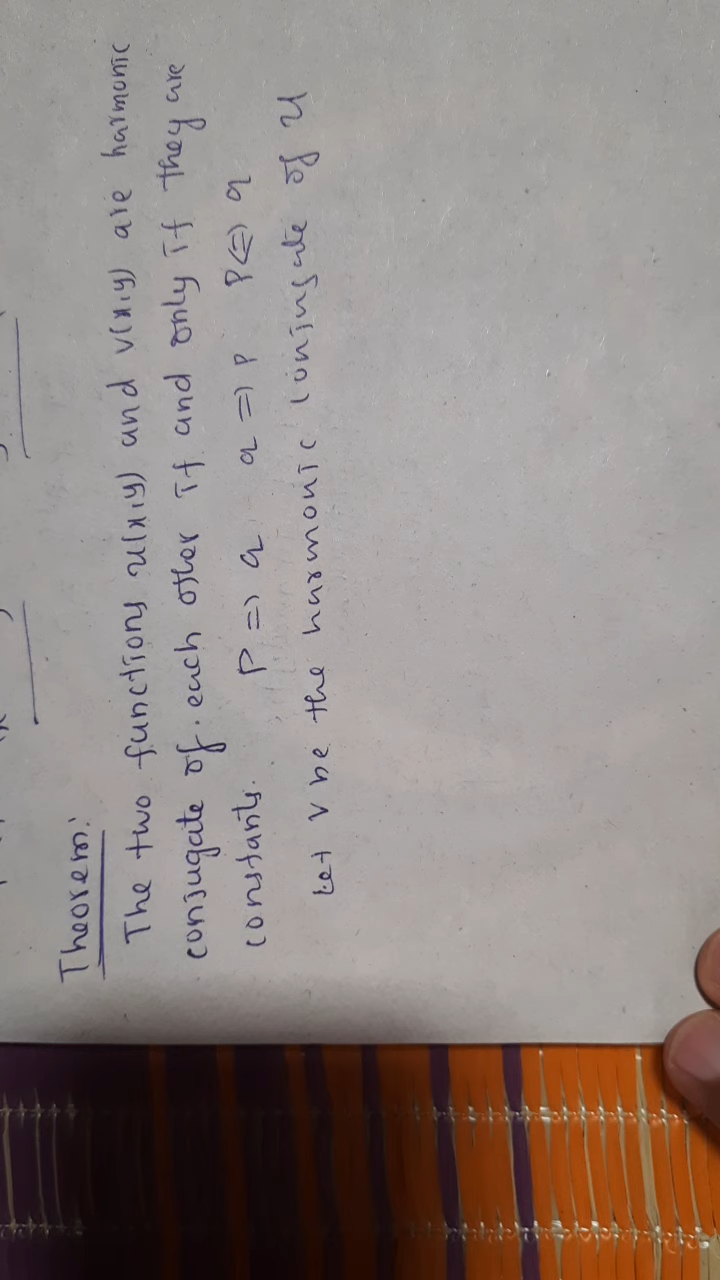 Theorem:
The two functions u(x,y) and v(x,y) are harmonic
conjugate of each other if and only if they are
constants. P => q q => P P <=> q
Let v be the harmonic conjugate of u